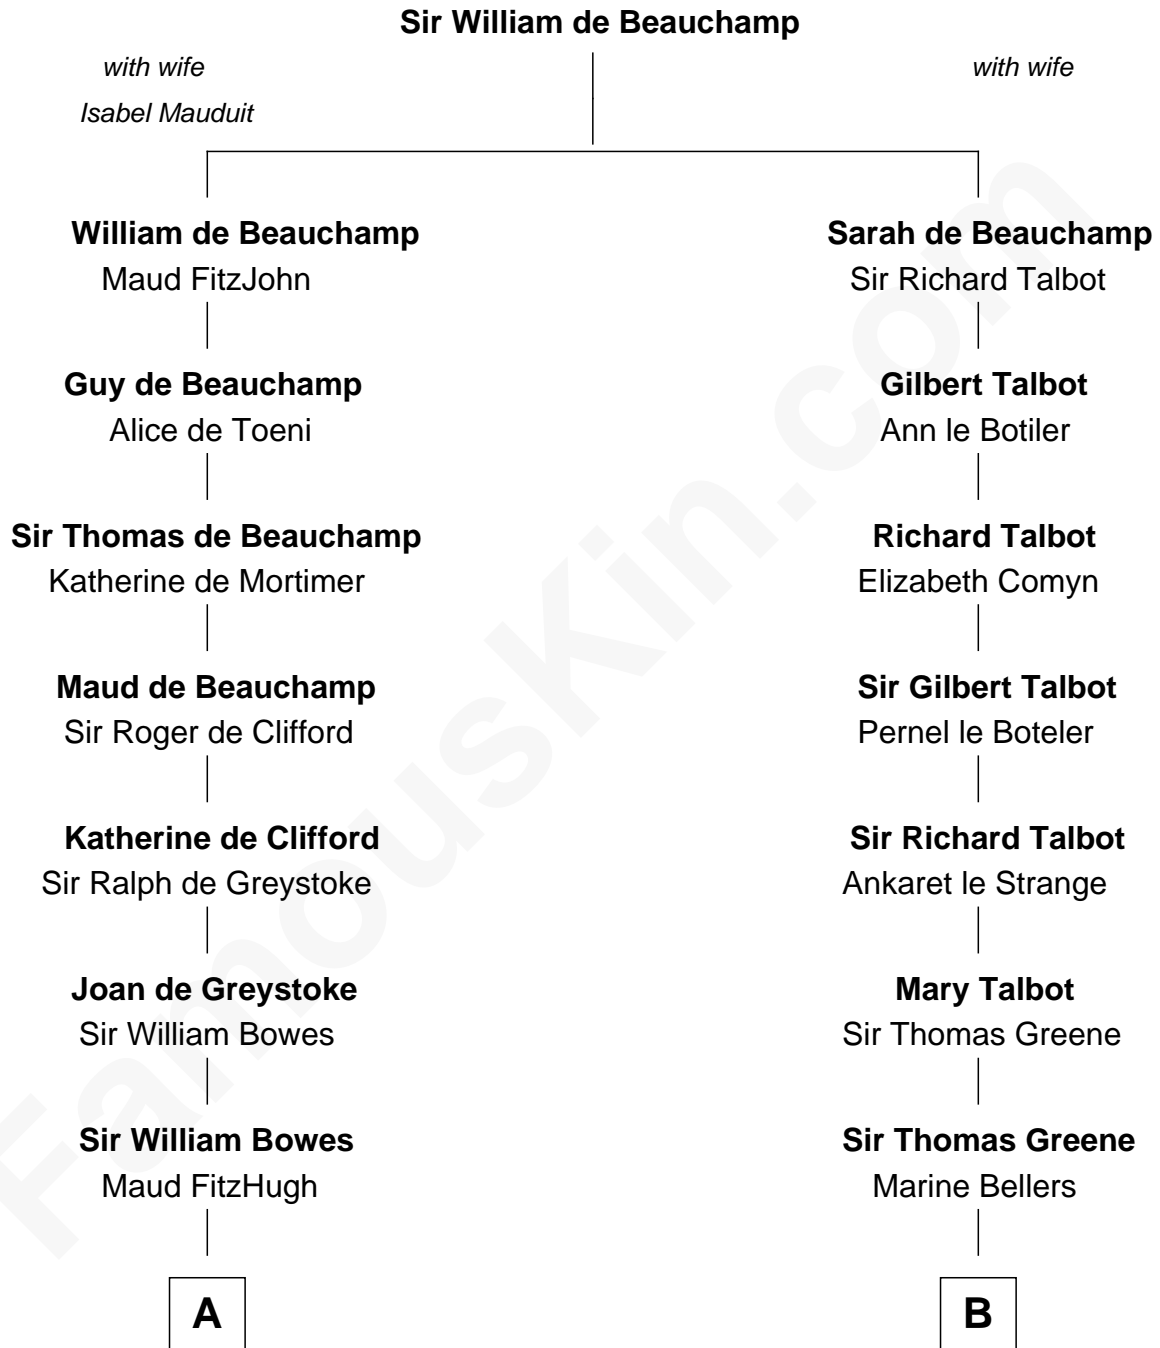 Sir William de Beauchamp
with wife
with wife
Isabel Mauduit
William de Beauchamp
Sarah de Beauchamp
Maud FitzJohn
Sir Richard Talbot
Guy de Beauchamp
Gilbert Talbot
Alice de Toeni
Ann le Botiler
Sir Thomas de Beauchamp
Richard Talbot
Katherine de Mortimer
Elizabeth Comyn
Maud de Beauchamp
Sir Gilbert Talbot
Sir Roger de Clifford
Pernel le Boteler
Katherine de Clifford
Sir Richard Talbot
Sir Ralph de Greystoke
Ankaret le Strange
Joan de Greystoke
Mary Talbot
Sir William Bowes
Sir Thomas Greene
Sir William Bowes
Sir Thomas Greene
Maud FitzHugh
Marine Bellers
A
B
FamousKin.com